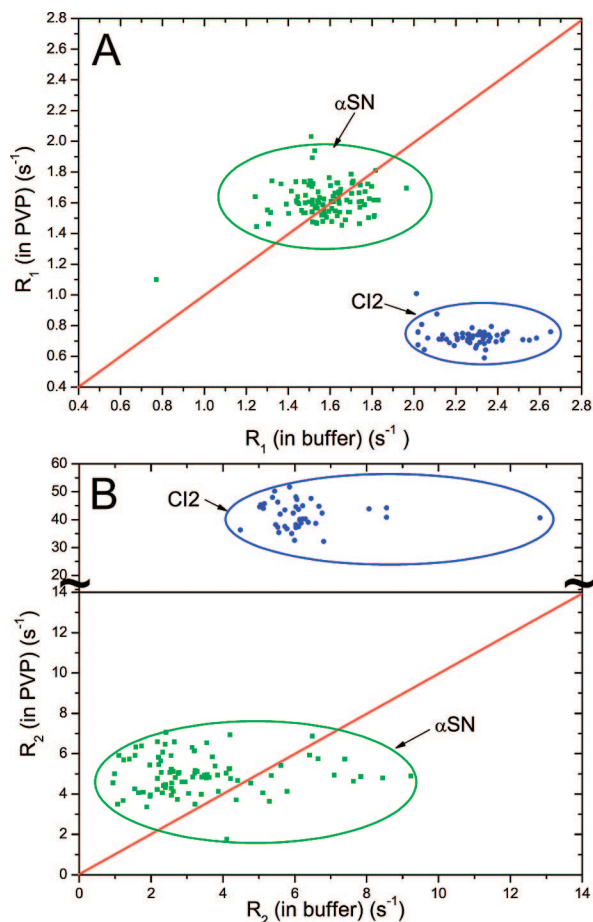 A
2.8
2.6
2.4
2.2
2.0
1.8
1.6
1.4
1.2
1.0
0.8
0.6
0.4
R1 (in PVP) (s-1)
αSN
CI2
0.4 0.6 0.8 1.0 1.2 1.4 1.6 1.8 2.0 2.2 2.4 2.6 2.8
R1 (in buffer) (s-1)
B
60
50
40
30
20
CI2
14
12
10
8
6
4
2
0
R2 (in PVP) (s-1)
αSN
0 2 4 6 8 10 12 14
R2 (in buffer) (s-1)